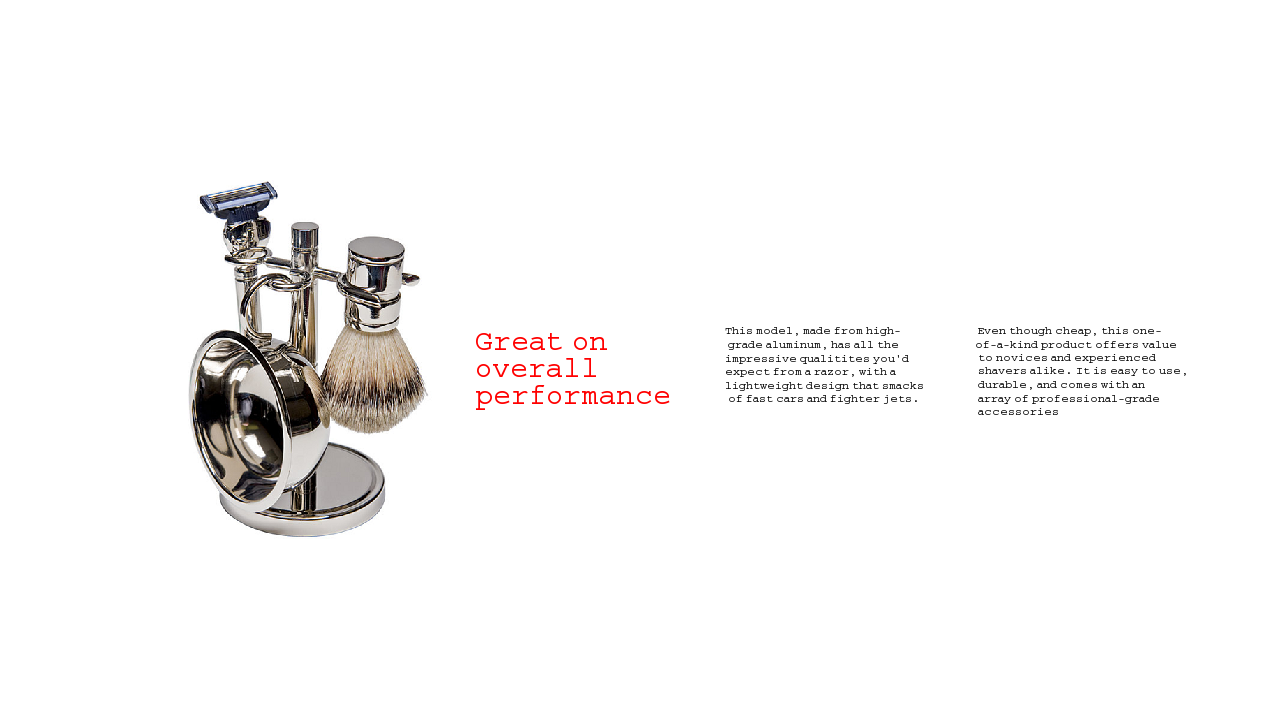 Great on
overall
performance
This model, made from high-
grade aluminum, has all the
impressive qualitites you'd
expect from a razor, with a
lightweight design that smacks
of fast cars and fighter jets.
Even though cheap, this one-
of-a-kind product offers value
to novices and experienced
shavers alike. It is easy to use,
durable, and comes with an
array of professional-grade
accessories